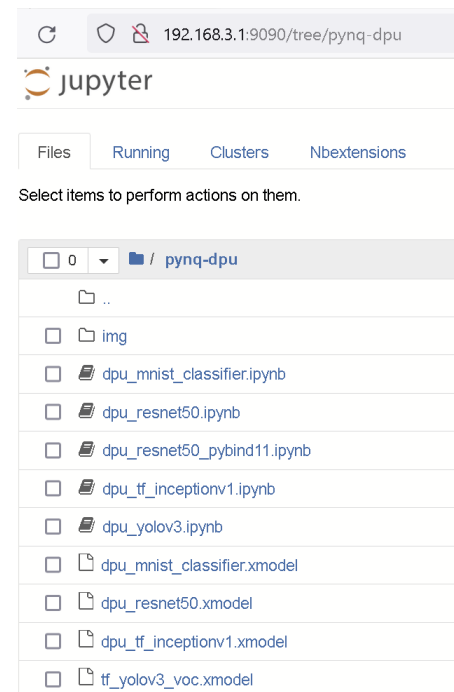 192.168.3.1:9090/tree/pynq-dpu
jupyter
Files Running Clusters Nbextensions
Select items to perform actions on them.
0 / pynq-dpu
..
img
dpu_mnist_classifier.ipynb
dpu_resnet50.ipynb
dpu_resnet50_pybind11.ipynb
dpu_tf_inceptionv1.ipynb
dpu_yolov3.ipynb
dpu_mnist_classifier.xmodel
dpu_resnet50.xmodel
dpu_tf_inceptionv1.xmodel
tf_yolov3_voc.xmodel